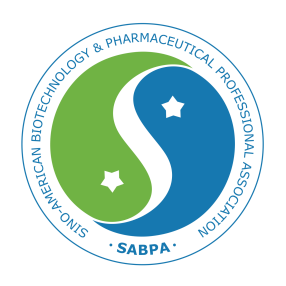 SINO-AMERICAN BIOTECHNOLOGY & PHARMACEUTICAL PROFESSIONAL ASSOCIATION
· SABPA ·